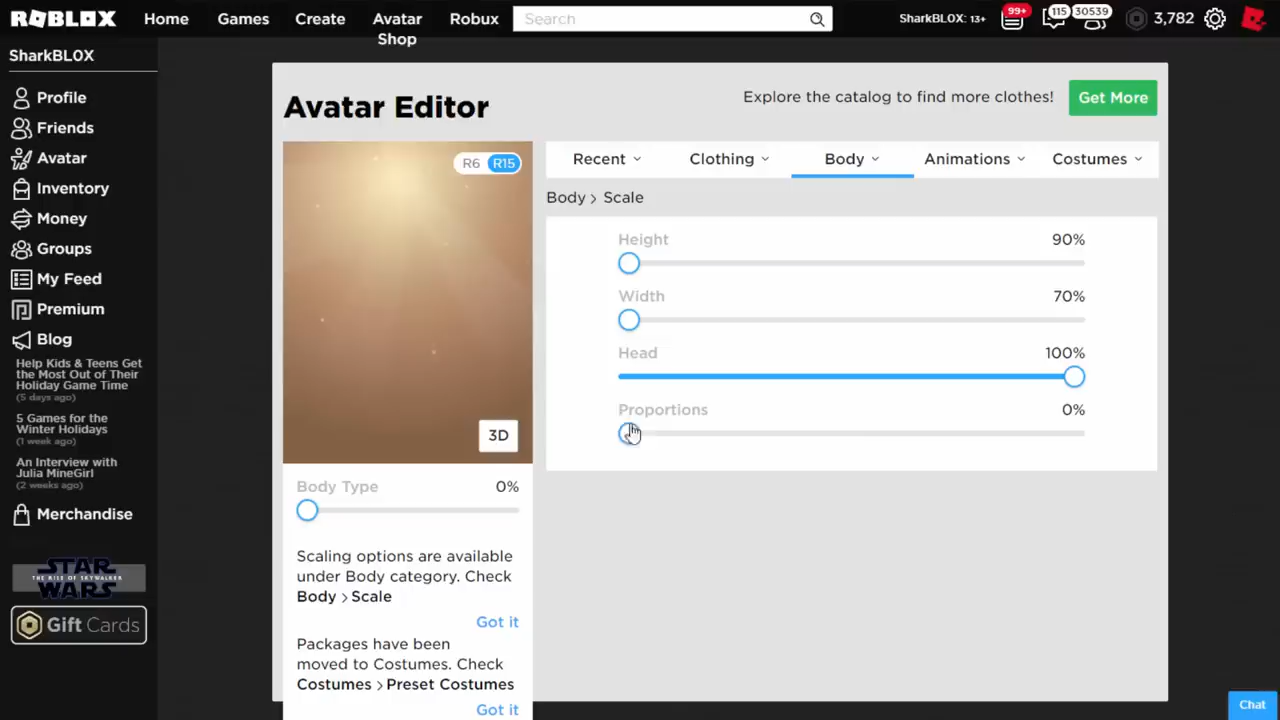 ROBLOX Home Games Create Avatar Shop Robux Search SharkBLOX: 13+ 99+ 115 30539 3,782
SharkBLOX
Profile
Friends
Avatar
Inventory
Money
Groups
My Feed
Premium
Blog
Help Kids & Teens Get
the Most Out of Their
Holiday Game Time
(5 days ago)
5 Games for the
Winter Holidays
(1 week ago)
An Interview with
Julia MineGirl
(2 weeks ago)
Merchandise
STAR
THE RISE OF SKYWALKER
WARS
Gift Cards
Avatar Editor
Explore the catalog to find more clothes! Get More
R6 R15
3D
Body Type 0%
Scaling options are available
under Body category. Check
Body > Scale
Got it
Packages have been
moved to Costumes. Check
Costumes > Preset Costumes
Got it
Recent Clothing Body Animations Costumes
Body > Scale
Height 90%
Width 70%
Head 100%
Proportions 0%
Chat